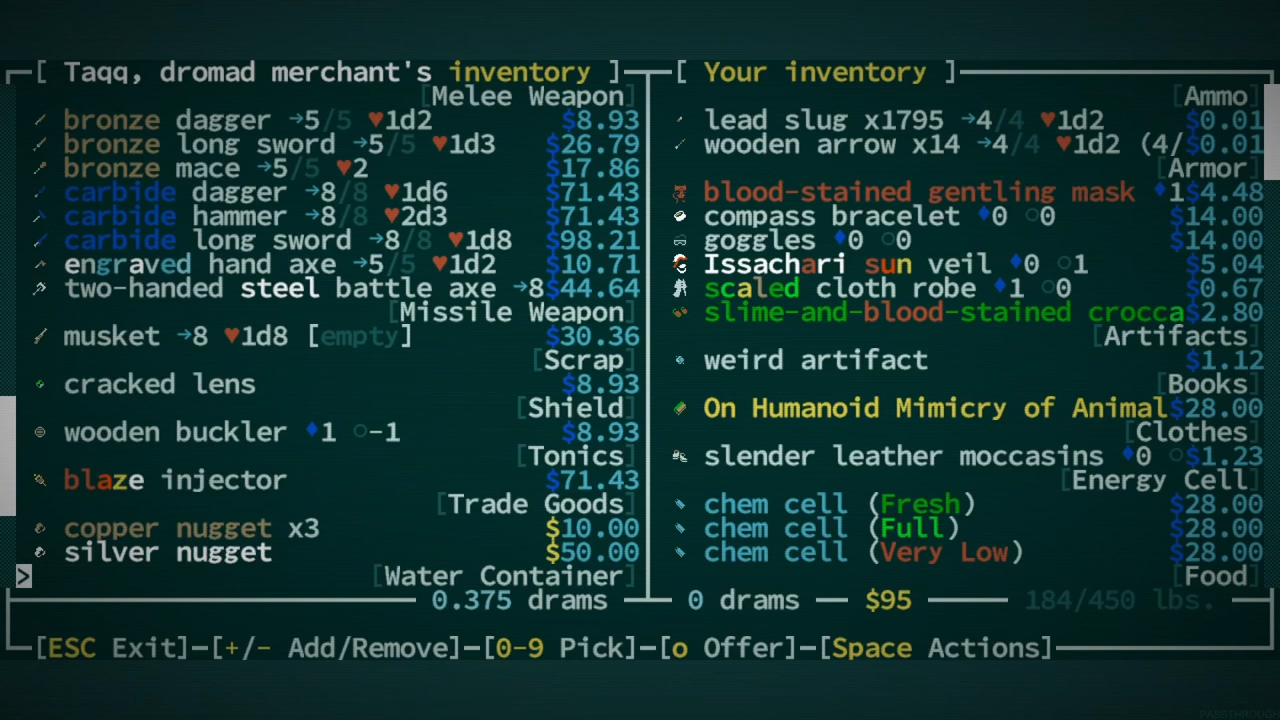 [ Taqq, dromad merchant's inventory ]
[Melee Weapon]
bronze dagger →5/5 ♥1d2 $8.93
bronze long sword →5/5 ♥1d3 $26.79
bronze mace →5/5 ♥2 $17.86
carbide dagger →8/8 ♥1d6 $71.43
carbide hammer →8/8 ♥2d3 $71.43
carbide long sword →8/8 ♥1d8 $98.21
engraved hand axe →5/5 ♥1d2 $10.71
two-handed steel battle axe →8 $44.64
[Missile Weapon]
musket →8 ♥1d8 [empty] $30.36
[Scrap]
cracked lens $8.93
[Shield]
wooden buckler ♦1 ○-1 $8.93
[Tonics]
blaze injector $71.43
[Trade Goods]
copper nugget x3 $10.00
silver nugget $50.00
> [Water Container]
0.375 drams
[ Your inventory ]
[Ammo]
lead slug x1795 →4/4 ♥1d2 $0.01
wooden arrow x14 →4/4 ♥1d2 (4/$0.01
[Armor]
blood-stained gentling mask ♦1$4.48
compass bracelet ♦0 ○0 $14.00
goggles ♦0 ○0 $14.00
Issachari sun veil ♦0 ○1 $5.04
scaled cloth robe ♦1 ○0 $0.67
slime-and-blood-stained crocca$2.80
[Artifacts]
weird artifact $1.12
[Books]
On Humanoid Mimicry of Animal$28.00
[Clothes]
slender leather moccasins ♦0 ○$1.23
[Energy Cell]
chem cell (Fresh) $28.00
chem cell (Full) $28.00
chem cell (Very Low) $28.00
[Food]
0 drams $95 184/450 lbs.
[ESC Exit]-[+/- Add/Remove]-[0-9 Pick]-[o Offer]-[Space Actions]